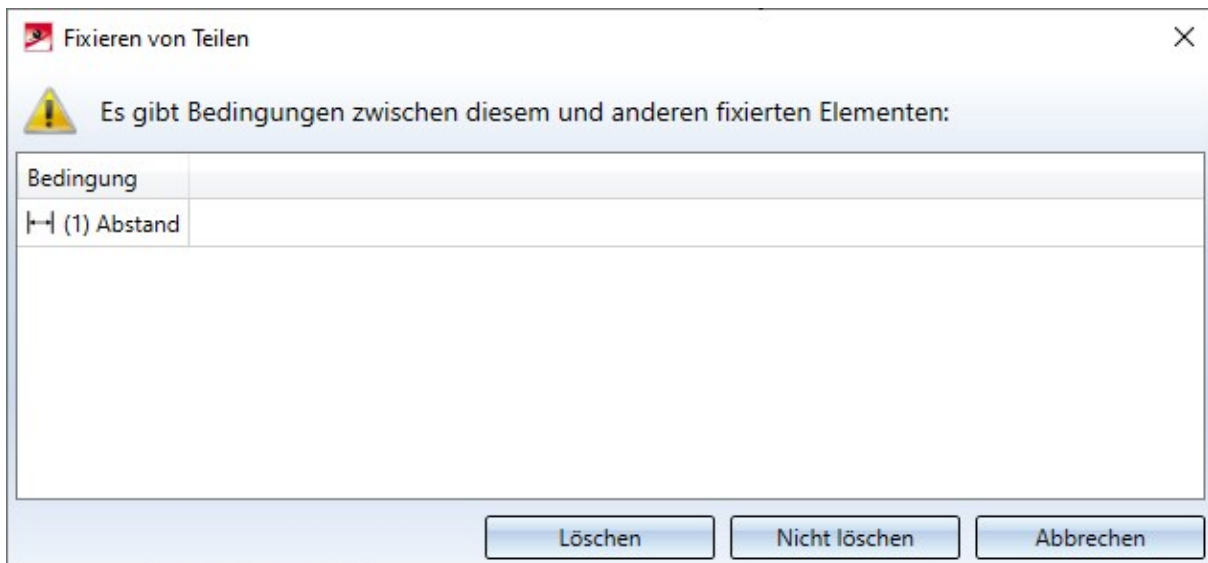 Fixieren von Teilen
Es gibt Bedingungen zwischen diesem und anderen fixierten Elementen:
Bedingung
(1) Abstand
Löschen Nicht löschen Abbrechen